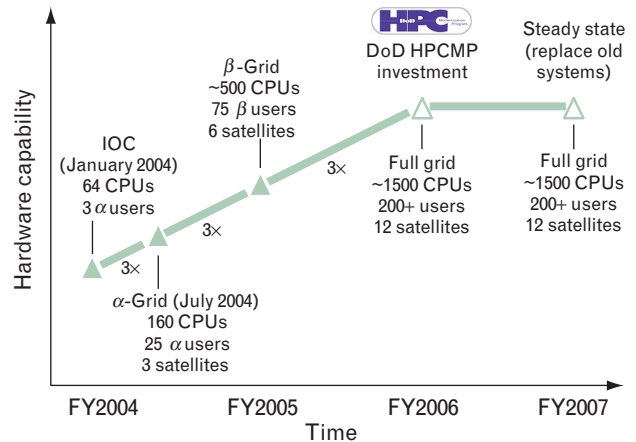 DoD
HPC
Modernization
Program
DoD HPCMP
investment
Steady state
(replace old
systems)
β-Grid
~500 CPUs
75 β users
6 satellites
IOC
(January 2004)
64 CPUs
3 α users
3×
3×
3×
Full grid
~1500 CPUs
200+ users
12 satellites
Full grid
~1500 CPUs
200+ users
12 satellites
α-Grid (July 2004)
160 CPUs
25 α users
3 satellites
Hardware capability
FY2004
FY2005
FY2006
FY2007
Time